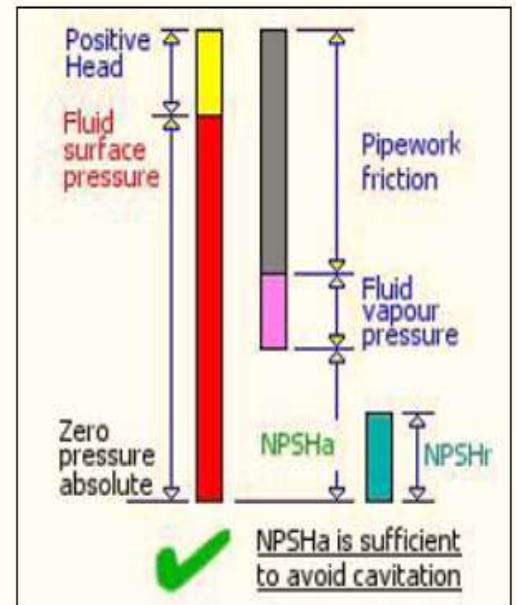 Positive
Head
Fluid
surface
pressure
Pipework
friction
Fluid
vapour
pressure
Zero
pressure
absolute
NPSHa
NPSHr
NPSHa is sufficient
to avoid cavitation